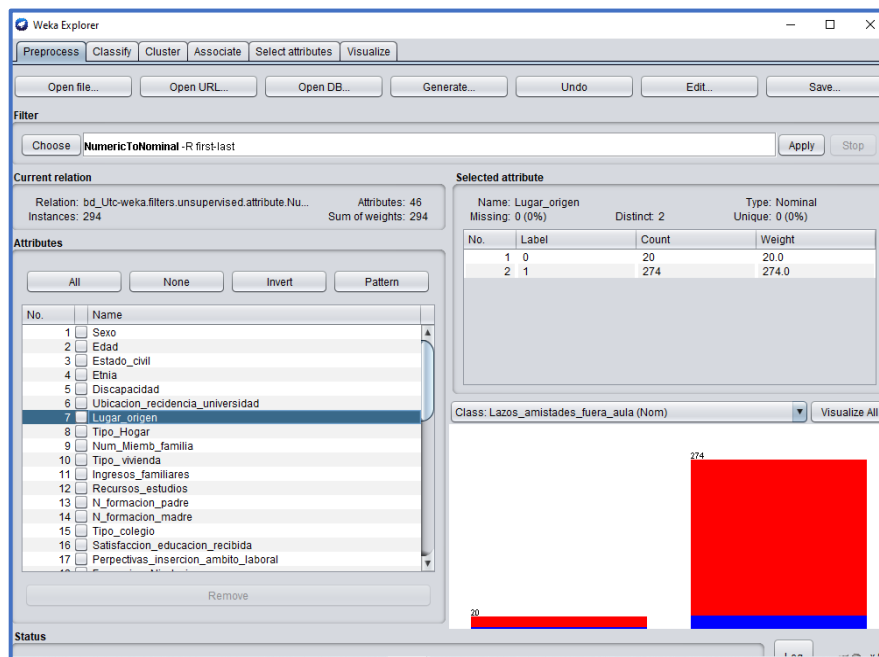 Weka Explorer
Preprocess Classify Cluster Associate Select attributes Visualize
Open file... Open URL... Open DB... Generate... Undo Edit... Save...
Filter
Choose NumericToNominal -R first-last Apply Stop
Current relation
Relation: bd_Utc-weka.filters.unsupervised.attribute.Nu... Attributes: 46
Instances: 294 Sum of weights: 294
Attributes
All None Invert Pattern
No. Name
1 Sexo
2 Edad
3 Estado_civil
4 Etnia
5 Discapacidad
6 Ubicacion_recidencia_universidad
7 Lugar_origen
8 Tipo_Hogar
9 Num_Miemb_familia
10 Tipo_ vivienda
11 Ingresos_familiares
12 Recursos_estudios
13 N_formacion_padre
14 N_formacion_madre
15 Tipo_colegio
16 Satisfaccion_educacion_recibida
17 Perpectivas_insercion_ambito_laboral
Remove
Selected attribute
Name: Lugar_origen Type: Nominal
Missing: 0 (0%) Distinct: 2 Unique: 0 (0%)
No. Label Count Weight
1 0 20 20.0
2 1 274 274.0
Class: Lazos_amistades_fuera_aula (Nom) Visualize All
274
20
Status